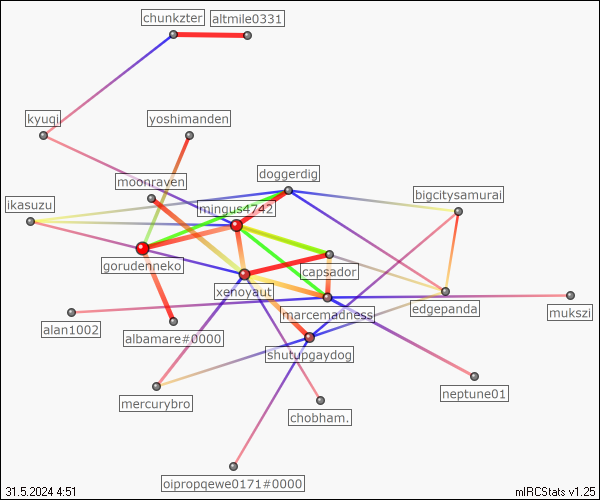 chunkzter altmile0331
kyuqi
yoshimanden
moonraven
doggerdig
bigcitysamurai
ikasuzu
mingus4742
gorudenneko
capsador
xenoyaut
marcemadness
edgepanda
mukszi
alan1002
albamare#0000
shutupgaydog
mercurybro
chobham.
neptune01
oipropqewe0171#0000
31.5.2024 4:51
mIRCStats v1.25